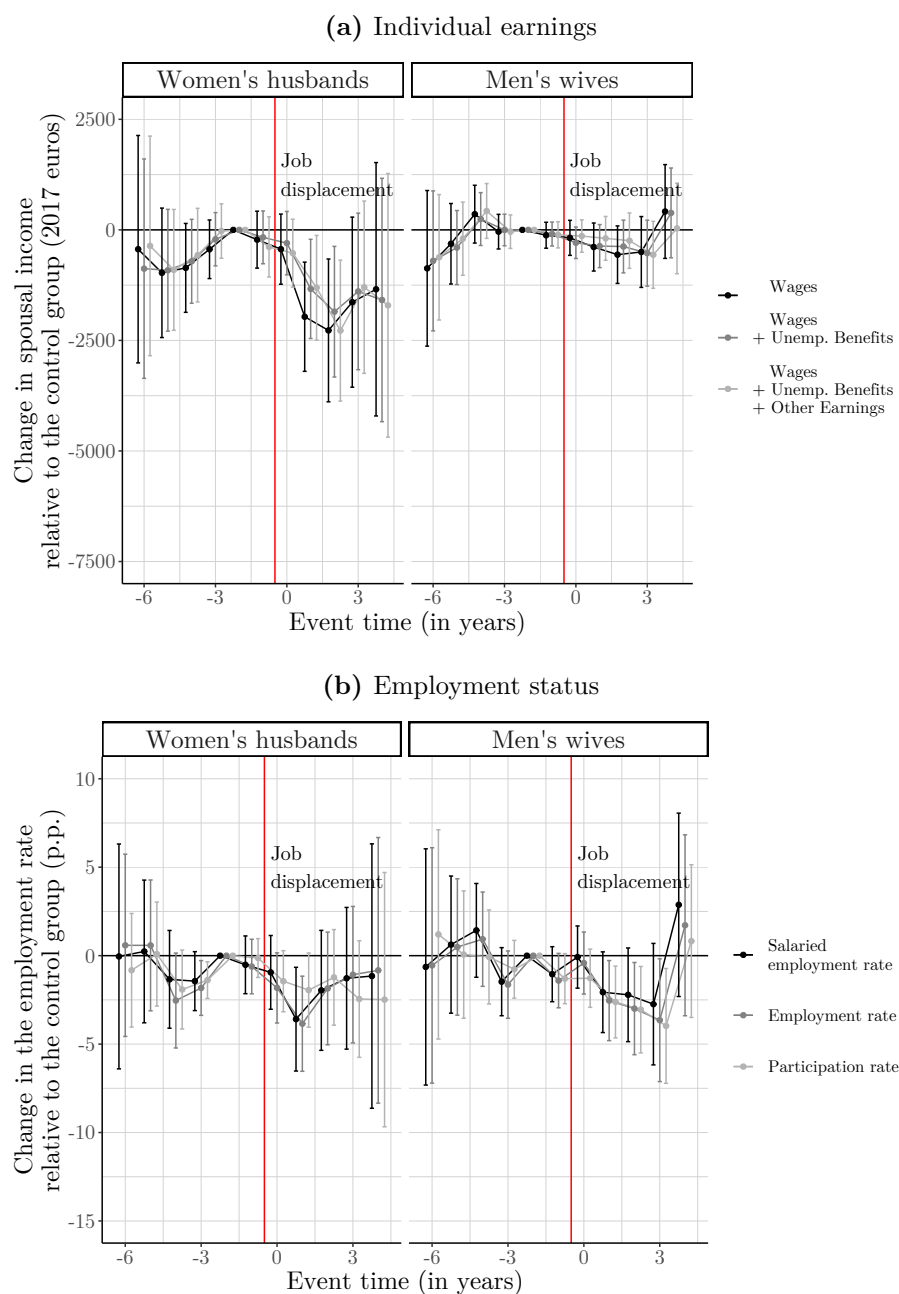 (a) Individual earnings
Women's husbands
Men's wives
Change in spousal income
relative to the control group (2017 euros)
2500
0
-2500
-5000
-7500
Job
displacement
Job
displacement
-6
-3
0
3
-6
-3
0
3
Event time (in years)
Wages
Wages
+ Unemp. Benefits
Wages
+ Unemp. Benefits
+ Other Earnings
(b) Employment status
Women's husbands
Men's wives
Change in the employment rate
relative to the control group (p.p.)
10
5
0
-5
-10
-15
Job
displacement
Job
displacement
-6
-3
0
3
-6
-3
0
3
Event time (in years)
Salaried
employment rate
Employment rate
Participation rate